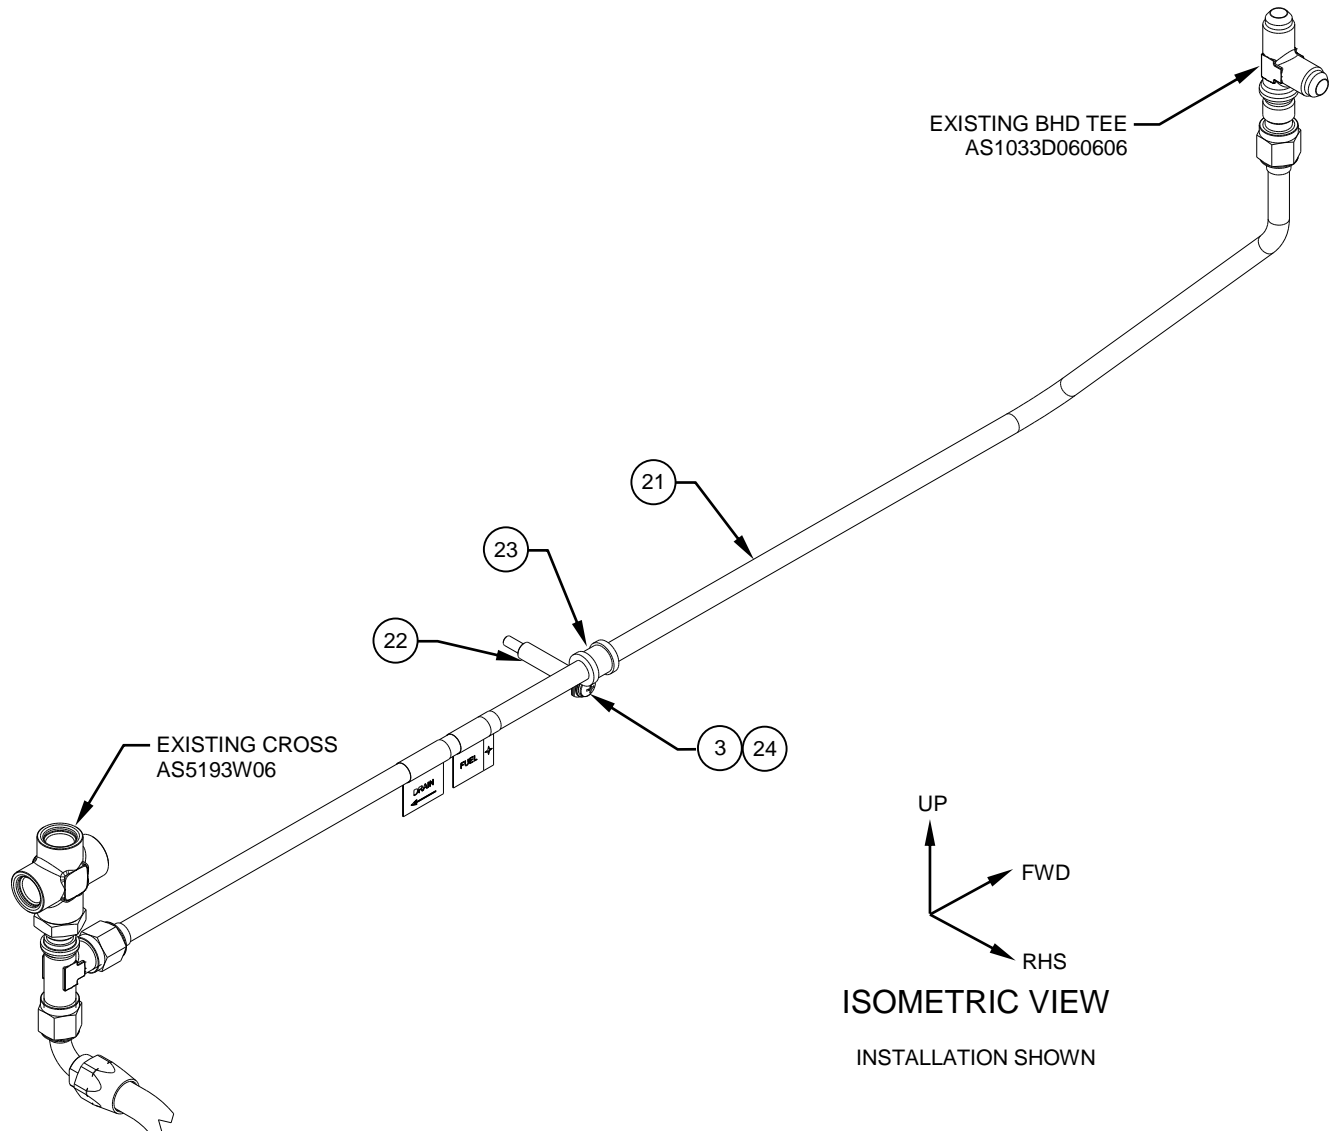 EXISTING BHD TEE
AS1033D060606
21
23
22
3 24
EXISTING CROSS
AS5193W06
FUEL
DRAIN
UP
FWD
RHS
ISOMETRIC VIEW
INSTALLATION SHOWN